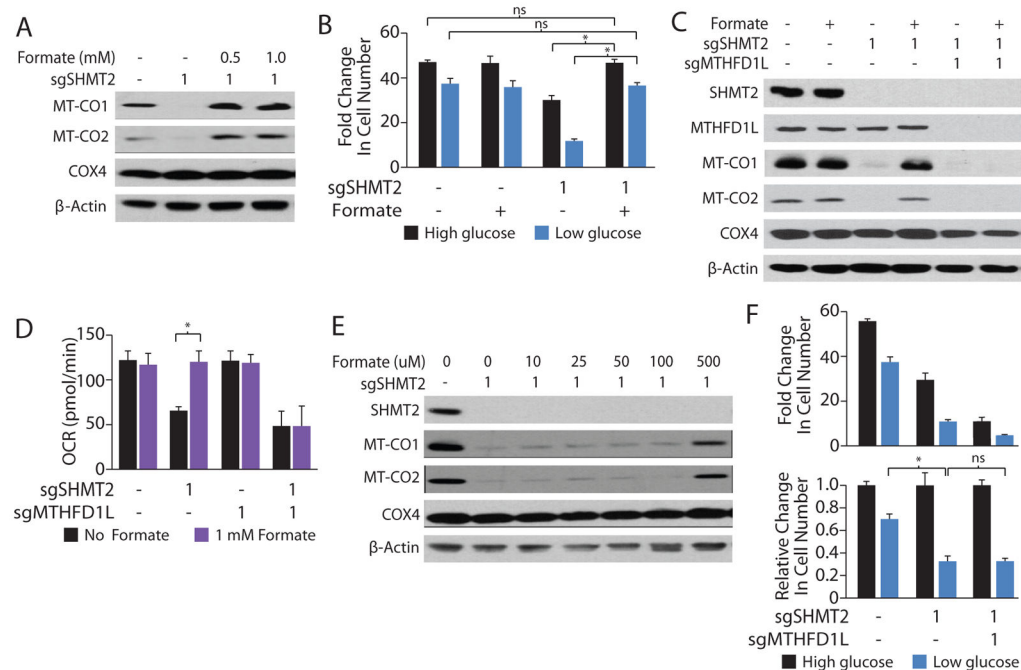 A
Formate (mM) - - 0.5 1.0
sgSHMT2 - 1 1 1
MT-CO1
MT-CO2
COX4
β-Actin
B
ns
ns
*
*
Fold Change
In Cell Number
60
40
20
0
sgSHMT2 - - 1 1
Formate - + - +
High glucose Low glucose
C
Formate - + - + - +
sgSHMT2 1 1 1 1
sgMTHFD1L 1 1
SHMT2
MTHFD1L
MT-CO1
MT-CO2
COX4
β-Actin
D
*
OCR (pmol/min)
150
100
50
0
sgSHMT2 - 1 - 1
sgMTHFD1L - - 1 1
No Formate 1 mM Formate
E
Formate (uM) 0 0 10 25 50 100 500
sgSHMT2 - 1 1 1 1 1 1
SHMT2
MT-CO1
MT-CO2
COX4
β-Actin
F
Fold Change
In Cell Number
60
40
20
0
* ns
Relative Change
In Cell Number
1.0
0.8
0.6
0.4
0.2
0
sgSHMT2 - 1 1
sgMTHFD1L - - 1
High glucose Low glucose